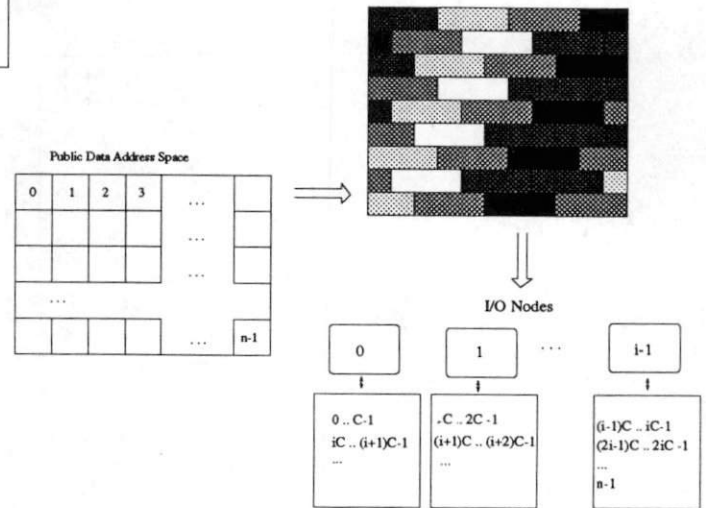 Public Data Address Space
0 1 2 3 ...
...
...
...
... n-1
I/O Nodes
0 1 ... i-1
0 .. C-1
iC .. (i+1)C-1
...
C .. 2C -1
(i+1)C .. (i+2)C-1
...
(i-1)C .. iC-1
(2i-1)C .. 2iC -1
...
n-1